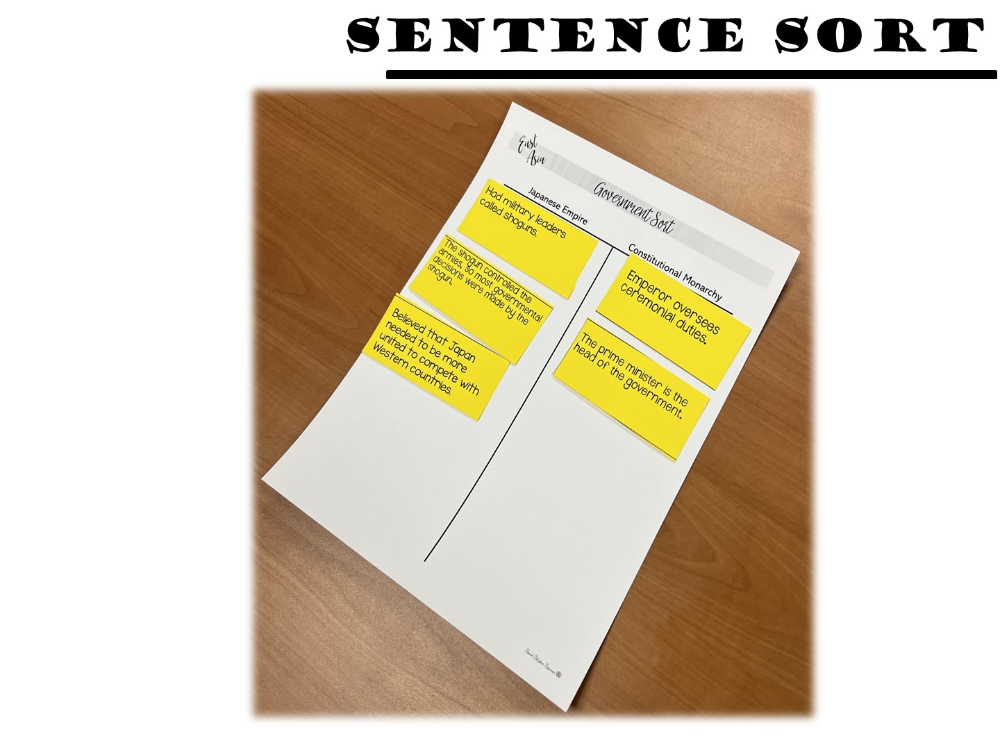 SENTENCE SORT
East
Asia
Government Sort
Japanese Empire
Had military leaders
called shoguns.
The shogun controlled the
armies, so most governmental
decisions were made by the
shogun.
Believed that Japan
needed to be more
united to compete with
Western countries.
Constitutional Monarchy
Emperor oversees
ceremonial duties.
The prime minister is the
head of the government.